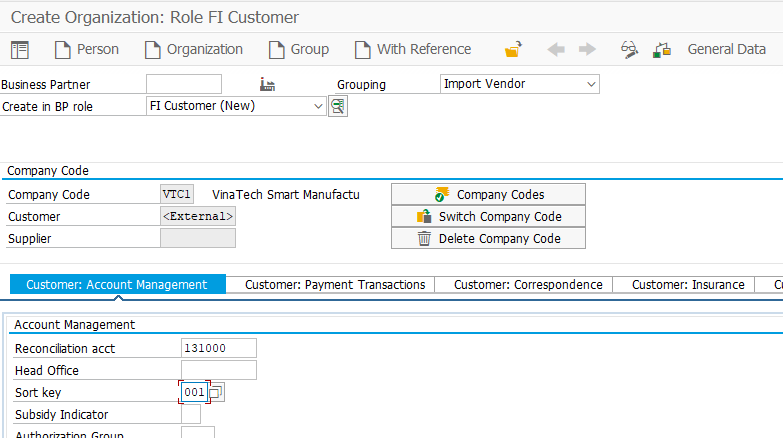 Create Organization: Role FI Customer
Person Organization Group With Reference General Data
Business Partner Grouping Import Vendor
Create in BP role FI Customer (New)
Company Code
Company Code VTC1 VinaTech Smart Manufactu Company Codes
Customer <External> Switch Company Code
Supplier Delete Company Code
Customer: Account Management Customer: Payment Transactions Customer: Correspondence Customer: Insurance
Account Management
Reconciliation acct 131000
Head Office
Sort key 001
Subsidy Indicator
Authorization Group